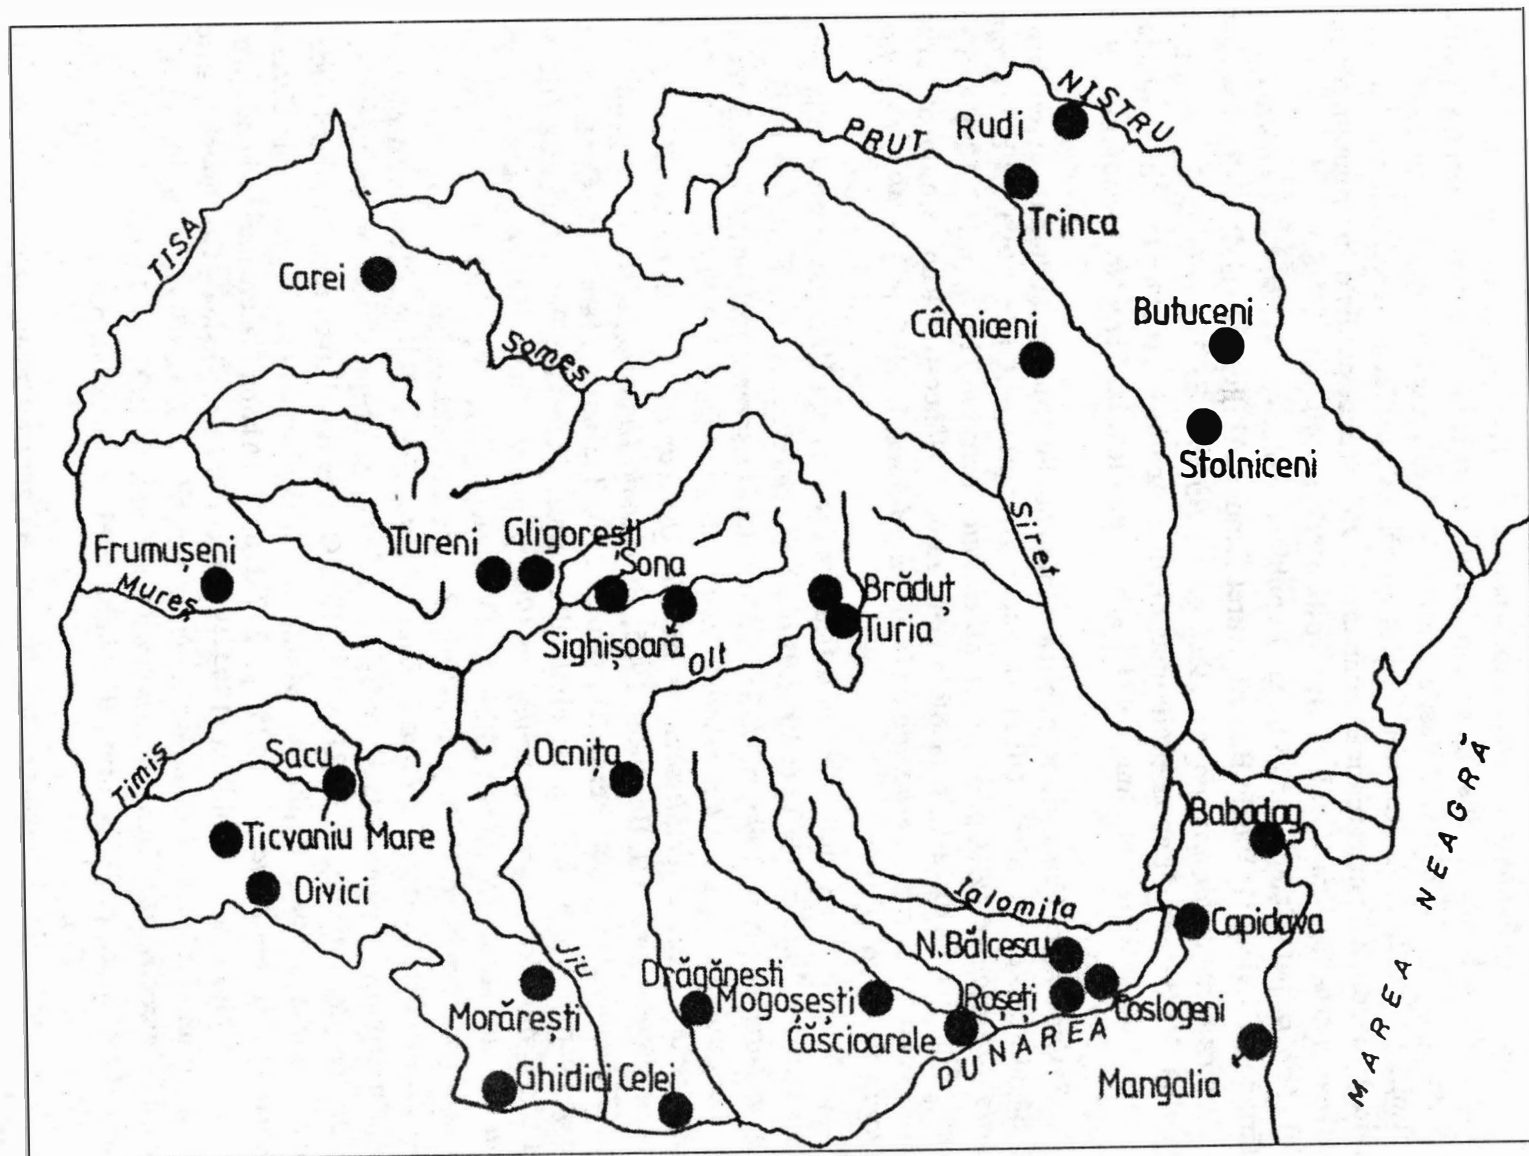 NISTRU
Rudi
PRUT
Trinca
TISA
Carei
Butuceni
Cârniceni
Someș
Stolniceni
Siret
Tureni
Gligorești
Frumușeni
Șona
Mureș
Brăduț
Turia
Sighișoara
Olt
Ocnița
Sacu
Timiș
Babadag
Ticvaniu Mare
MAREA NEAGRĂ
Divici
Ialomița
Capidava
N.Bălcescu
Jiu
Drăgănești
Mogoșești
Roseți
Coslogeni
Morărești
Căscioarele
DUNAREA
Ghidici
Celei
Mangalia